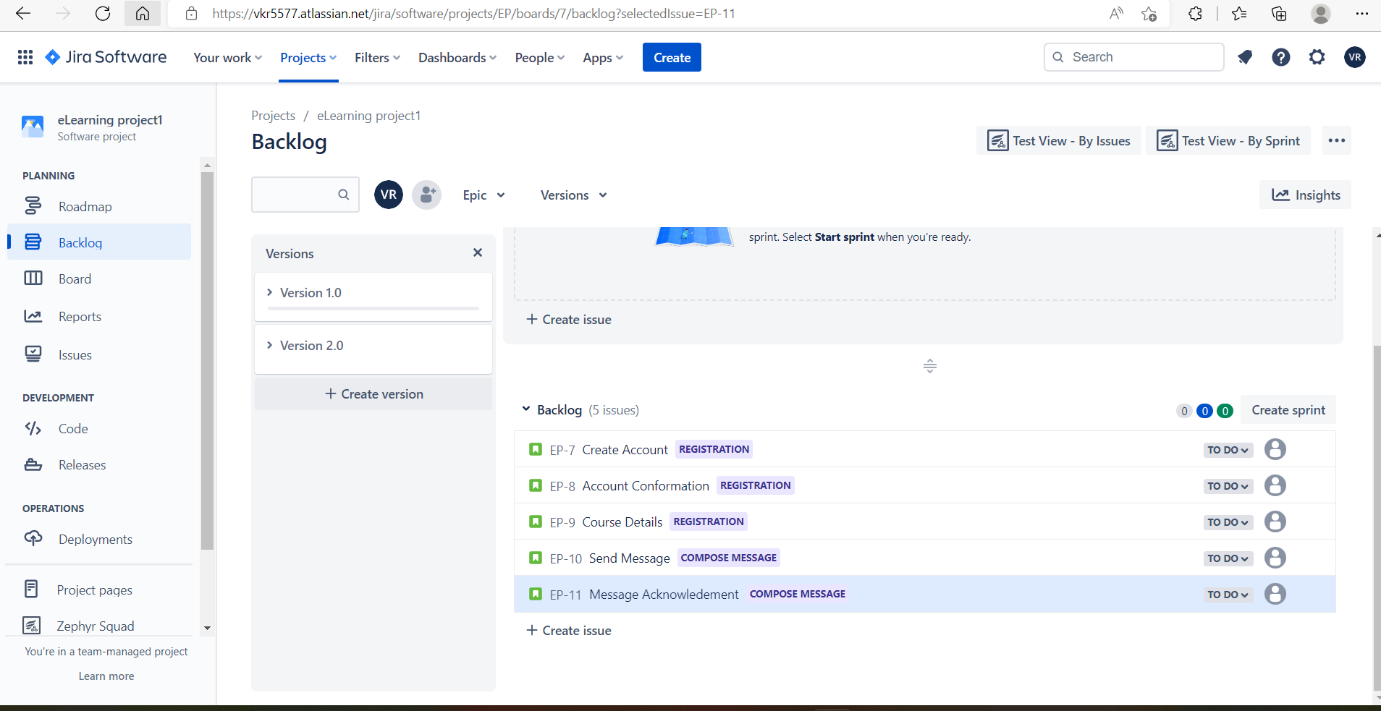 https://vkr5577.atlassian.net/jira/software/projects/EP/boards/7/backlog?selectedIssue=EP-11
Jira Software Your work Projects Filters Dashboards People Apps Create Search VR
eLearning project1
Software project
PLANNING
Roadmap
Backlog
Board
Reports
Issues
DEVELOPMENT
Code
Releases
OPERATIONS
Deployments
Project pages
Zephyr Squad
You're in a team-managed project
Learn more
Projects / eLearning project1
Backlog
Test View - By Issues Test View - By Sprint
VR Epic Versions Insights
Versions
Version 1.0
Version 2.0
+ Create version
sprint. Select Start sprint when you're ready.
+ Create issue
Backlog (5 issues) 0 0 0 Create sprint
EP-7 Create Account REGISTRATION TO DO
EP-8 Account Conformation REGISTRATION TO DO
EP-9 Course Details REGISTRATION TO DO
EP-10 Send Message COMPOSE MESSAGE TO DO
EP-11 Message Acknowledement COMPOSE MESSAGE TO DO
+ Create issue